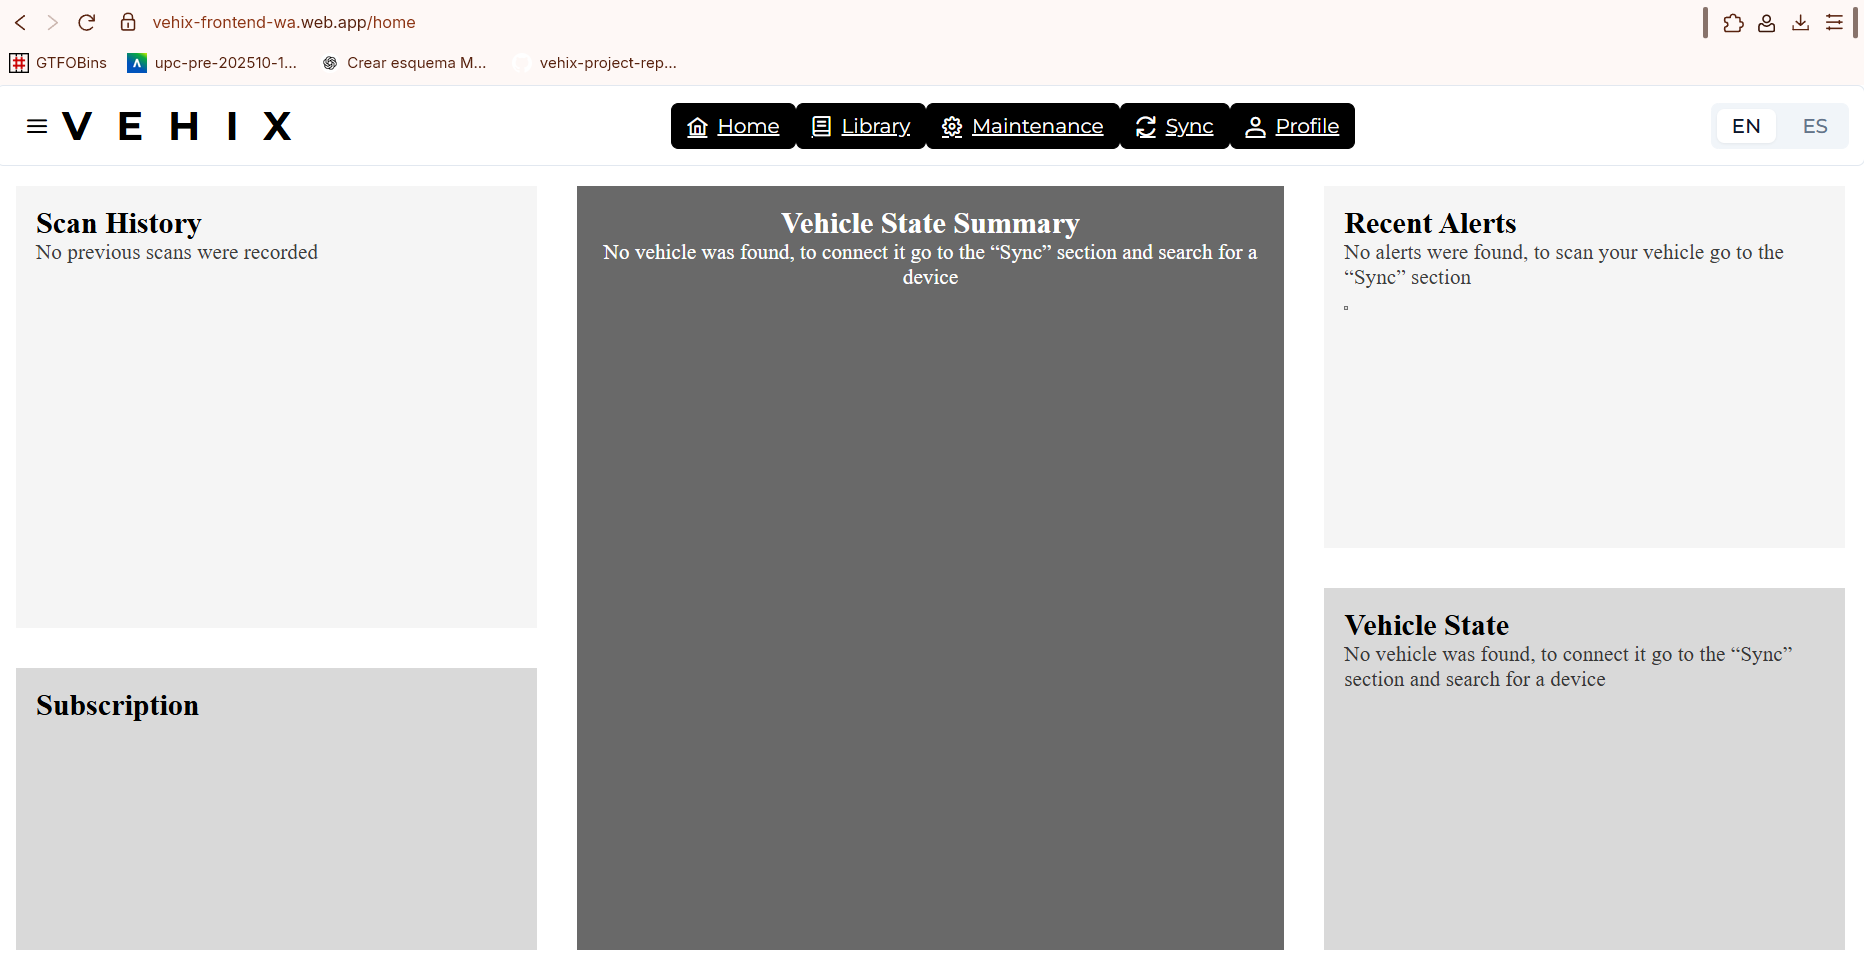 vehix-frontend-wa.web.app/home
GTFOBins
upc-pre-202510-1...
Crear esquema M...
vehix-project-rep...
VEHIX
Home
Library
Maintenance
Sync
Profile
EN
ES
Scan History
No previous scans were recorded
Subscription
Vehicle State Summary
No vehicle was found, to connect it go to the “Sync” section and search for a
device
Recent Alerts
No alerts were found, to scan your vehicle go to the
“Sync” section
Vehicle State
No vehicle was found, to connect it go to the “Sync”
section and search for a device